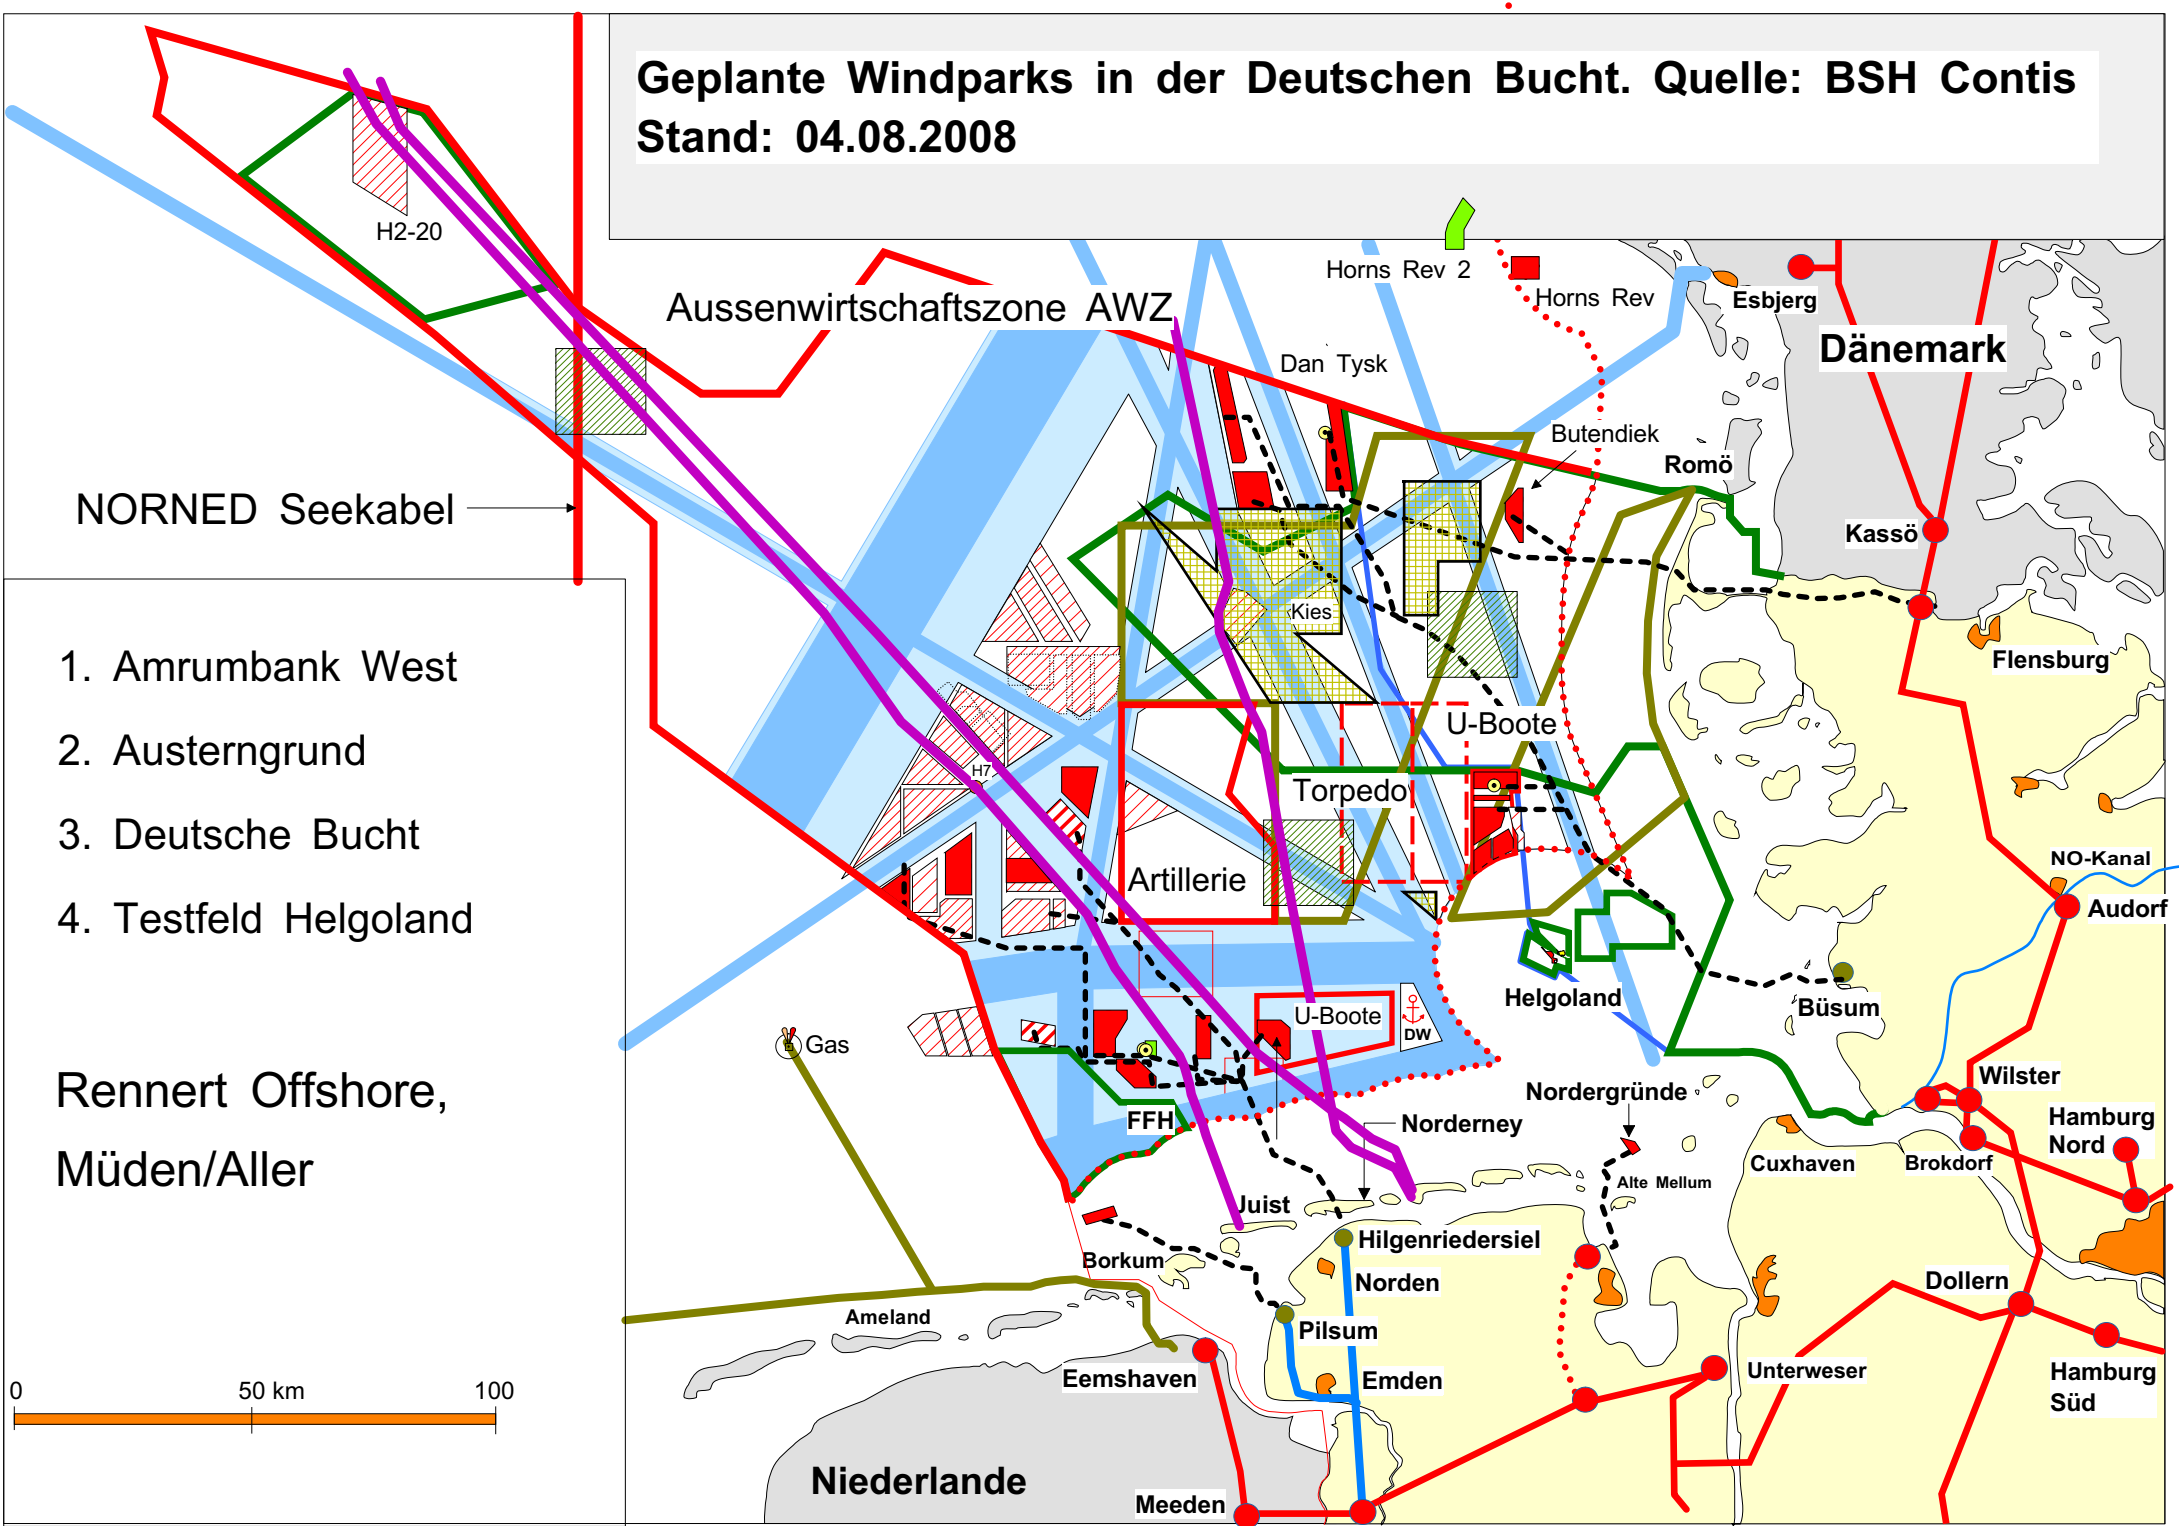 Geplante Windparks in der Deutschen Bucht. Quelle: BSH Contis
Stand: 04.08.2008
H2-20
Horns Rev 2
Horns Rev
Esbjerg
Aussenwirtschaftszone AWZ
Dänemark
Dan Tysk
Butendiek
Romö
NORNED Seekabel
Kassö
Kies
Flensburg
1. Amrumbank West
2. Austerngrund
3. Deutsche Bucht
4. Testfeld Helgoland
U-Boote
H7
Torpedo
NO-Kanal
Artillerie
Audorf
Helgoland
Büsum
U-Boote
DW
Gas
Rennert Offshore,
Müden/Aller
Wilster
Nordergründe
Hamburg
Nord
FFH
Norderney
Cuxhaven
Brokdorf
Alte Mellum
Juist
Hilgenriedersiel
Borkum
Norden
Dollern
Ameland
Pilsum
Eemshaven
Emden
Unterweser
Hamburg
Süd
0 50 km 100
Niederlande
Meeden